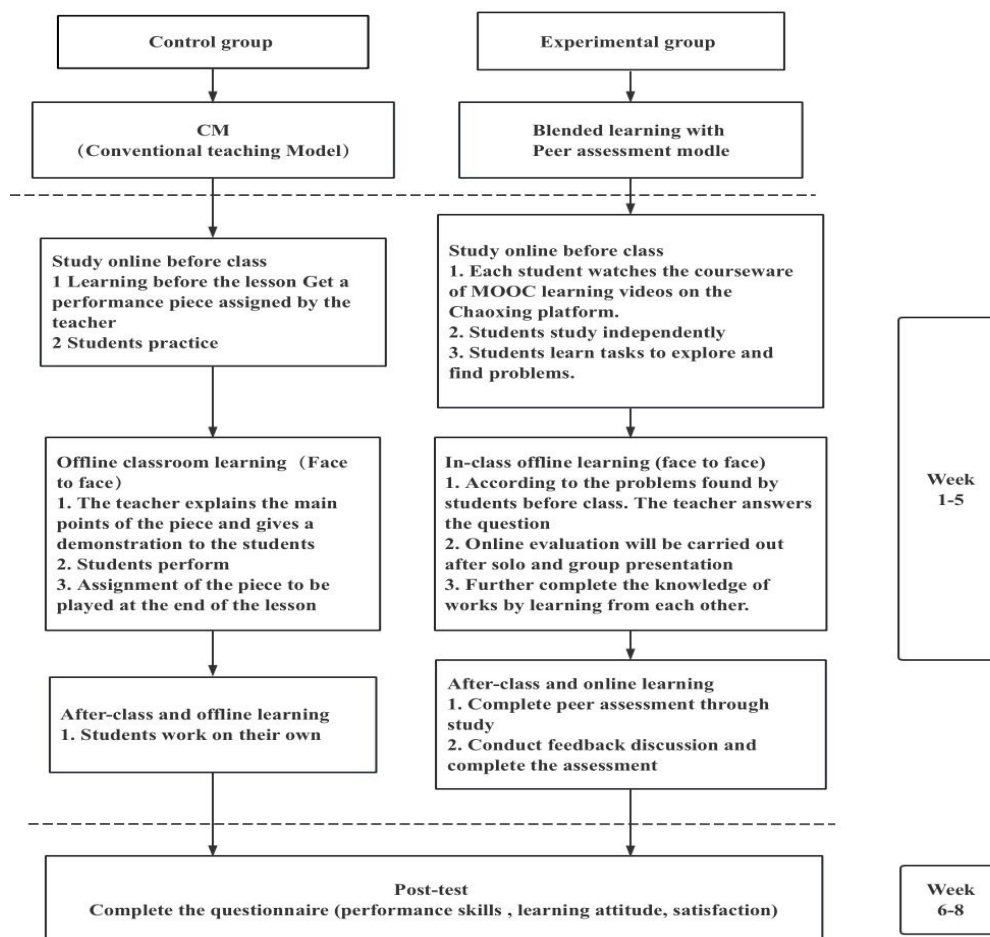 Control group
Experimental group
CM
（Conventional teaching Model）
Blended learning with
Peer assessment modle
Study online before class
1 Learning before the lesson Get a
performance piece assigned by the
teacher
2 Students practice
Study online before class
1. Each student watches the courseware
of MOOC learning videos on the
Chaoxing platform.
2. Students study independently
3. Students learn tasks to explore and
find problems.
Offline classroom learning（Face
to face）
1. The teacher explains the main
points of the piece and gives a
demonstration to the students
2. Students perform
3. Assignment of the piece to be
played at the end of the lesson
In-class offline learning (face to face)
1. According to the problems found by
students before class. The teacher answers
the question
2. Online evaluation will be carried out
after solo and group presentation
3. Further complete the knowledge of
works by learning from each other.
Week
1-5
After-class and offline learning
1. Students work on their own
After-class and online learning
1. Complete peer assessment through
study
2. Conduct feedback discussion and
complete the assessment
Post-test
Complete the questionnaire (performance skills , learning attitude, satisfaction)
Week
6-8